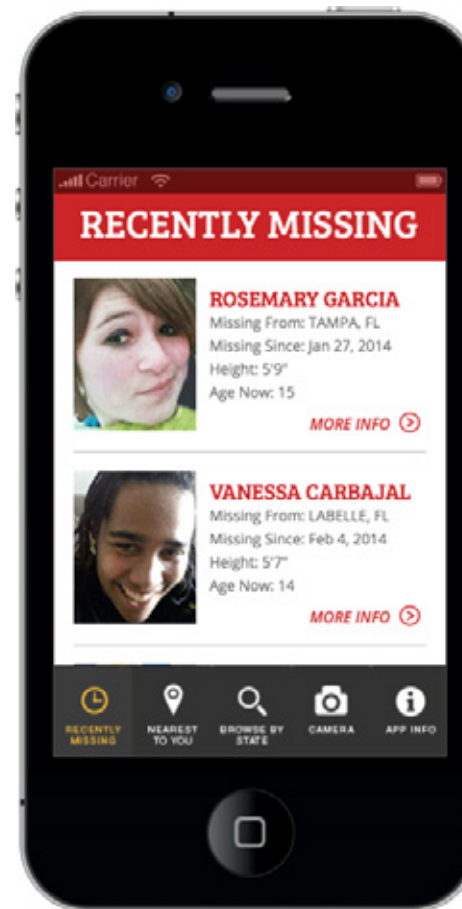 Carrier
RECENTLY MISSING
ROSEMARY GARCIA
Missing From: TAMPA, FL
Missing Since: Jan 27, 2014
Height: 5'9"
Age Now: 15
MORE INFO
VANESSA CARBAJAL
Missing From: LABELLE, FL
Missing Since: Feb 4, 2014
Height: 5'7"
Age Now: 14
MORE INFO
RECENTLY
MISSING
NEAREST
TO YOU
BROWSE BY
STATE
CAMERA
APP INFO